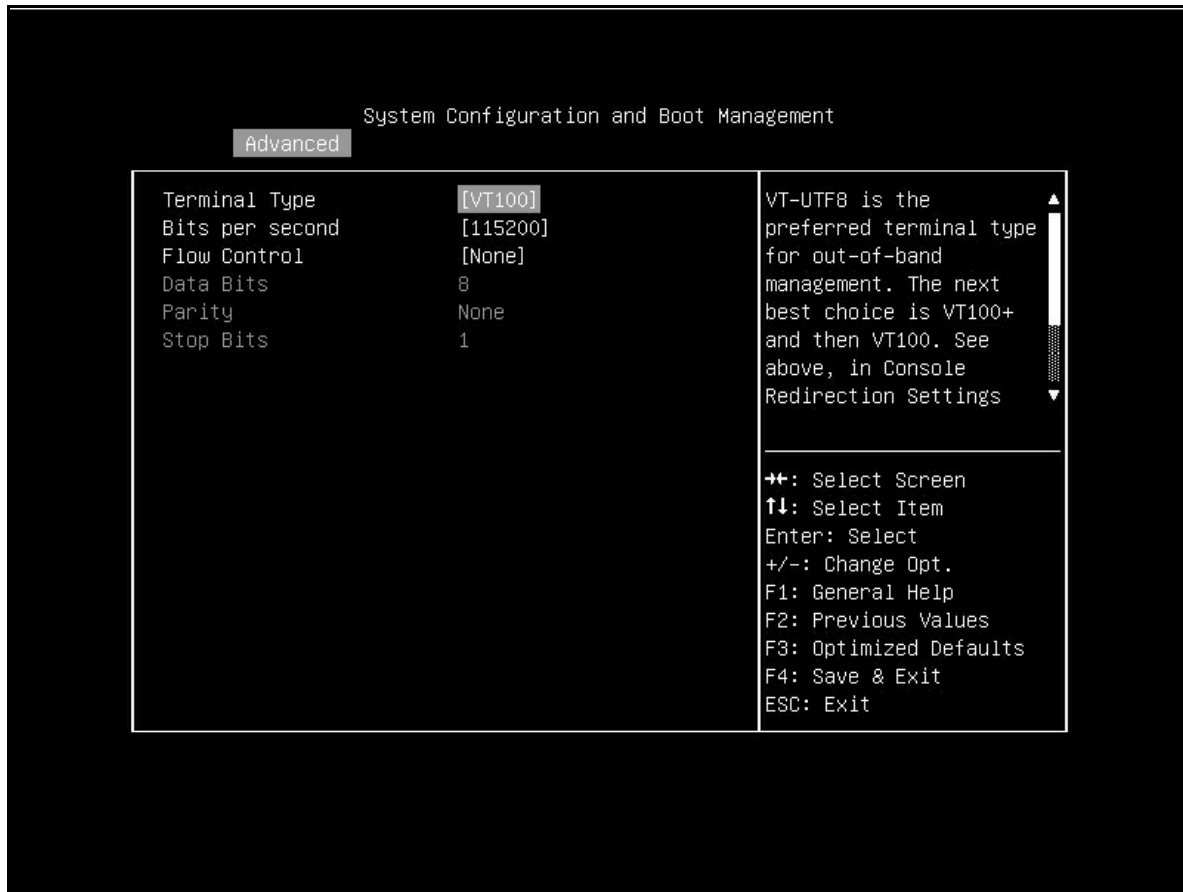 System Configuration and Boot Management
Advanced
Terminal Type [VT100]
Bits per second [115200]
Flow Control [None]
Data Bits 8
Parity None
Stop Bits 1
VT-UTF8 is the
preferred terminal type
for out-of-band
management. The next
best choice is VT100+
and then VT100. See
above, in Console
Redirection Settings
→←: Select Screen
↑↓: Select Item
Enter: Select
+/-: Change Opt.
F1: General Help
F2: Previous Values
F3: Optimized Defaults
F4: Save & Exit
ESC: Exit